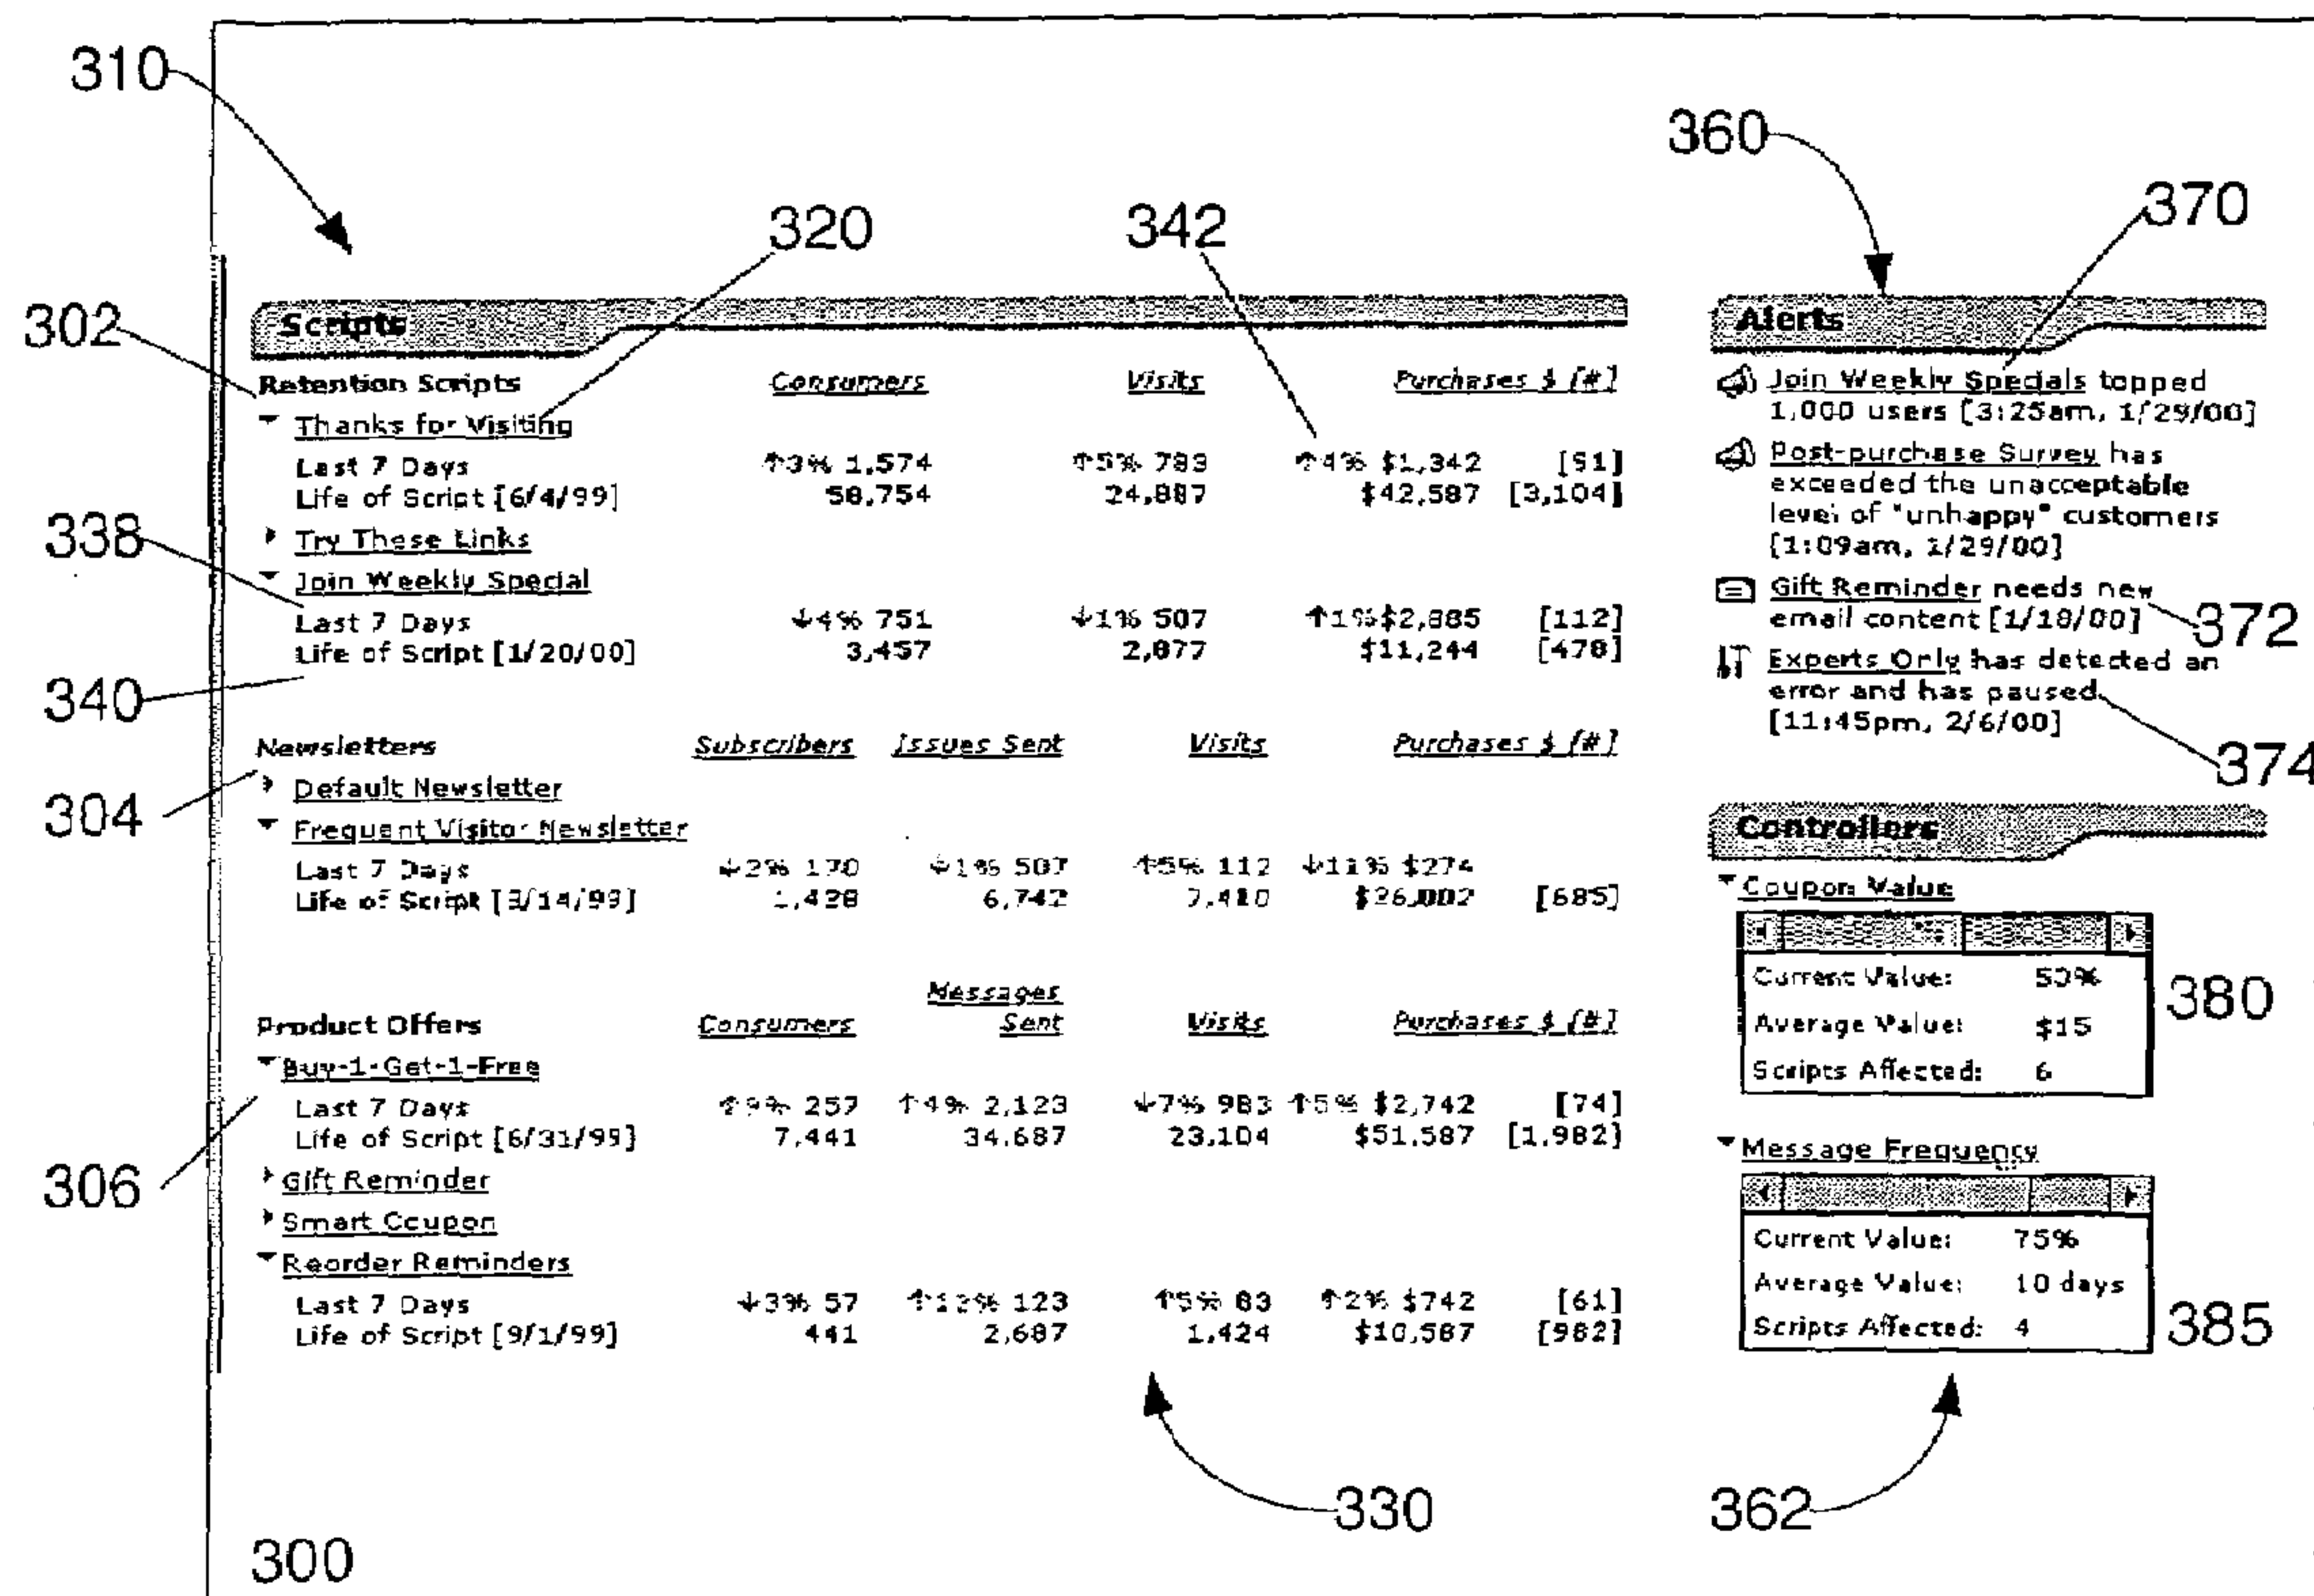 310
360
370
320
342
302
Scripts
Retention Scripts Consumers Visits Purchases $ [#]
Thanks for Visiting
Last 7 Days ↑3% 1,574 ↑5% 783 ↑4% $1,342 [91]
Life of Script [6/4/99] 58,754 24,887 $42,587 [3,104]
338
Try These Links
Join Weekly Special
Last 7 Days ↓4% 751 ↓1% 507 ↑1% $2,885 [112]
Life of Script [1/20/00] 3,457 2,877 $11,244 [478]
340
Newsletters Subscribers Issues Sent Visits Purchases $ [#]
304
Default Newsletter
Frequent Visitor Newsletter
Last 7 Days ↓2% 170 ↓1% 507 ↑5% 112 ↓11% $274
Life of Script [3/14/99] 1,428 6,742 $26,002 [685]
Messages
Product Offers Consumers Sent Visits Purchases $ [#]
Buy-1-Get-1-Free
Last 7 Days ↑9% 257 ↑4% 2,123 ↓7% 983 ↑5% $2,742 [74]
Life of Script [6/31/99] 7,441 34,687 23,104 $51,587 [1,982]
306
Gift Reminder
Smart Coupon
Reorder Reminders
Last 7 Days ↓3% 57 ↑12% 123 ↑5% 83 ↑2% $742 [61]
Life of Script [9/1/99] 441 2,687 1,424 $10,587 [982]
330
300
Alerts
Join Weekly Specials topped
1,000 users [3:25am, 1/29/00]
Post-purchase Survey has
exceeded the unacceptable
level of "unhappy" customers
[1:09am, 1/29/00]
Gift Reminder needs new
email content [1/18/00]
372
Experts Only has detected an
error and has paused.
[11:45pm, 2/6/00]
374
Controllers
Coupon Value
Current Value: 50%
Average Value: $15
Scripts Affected: 6
380
Message Frequency
Current Value: 75%
Average Value: 10 days
Scripts Affected: 4
385
362